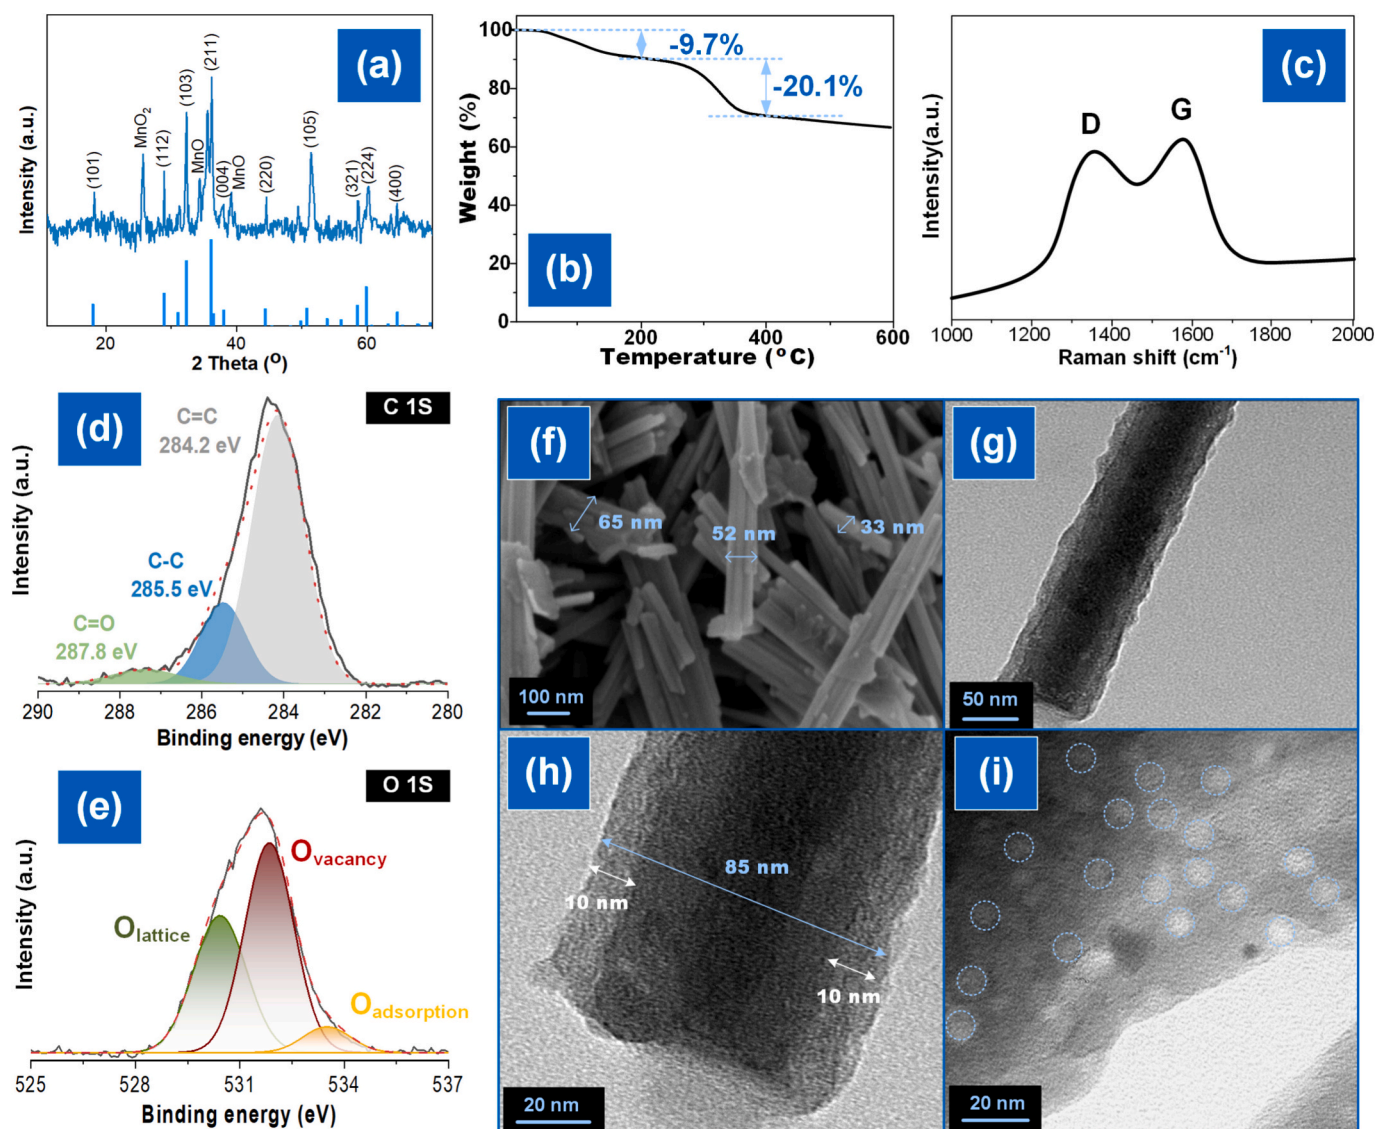 (a)
Intensity (a.u.)
(101)
MnO₂
(112)
(103)
MnO
(211)
(004)
MnO
(220)
(105)
(321)
(224)
(400)
20
40
60
2 Theta (O)
(b)
Weight (%)
100
80
60
40
20
0
-9.7%
-20.1%
0
200
400
600
Temperature (°C)
(c)
Intensity(a.u.)
D
G
1000
1200
1400
1600
1800
2000
Raman shift (cm⁻¹)
(d)
C 1S
Intensity (a.u.)
C=C
284.2 eV
C-C
285.5 eV
C=O
287.8 eV
290
288
286
284
282
280
Binding energy (eV)
(e)
O 1S
Intensity (a.u.)
Olattice
Ovacancy
Oadsorption
525
528
531
534
537
Binding energy (eV)
(f)
65 nm
52 nm
33 nm
100 nm
(g)
50 nm
(h)
85 nm
10 nm
10 nm
20 nm
(i)
20 nm